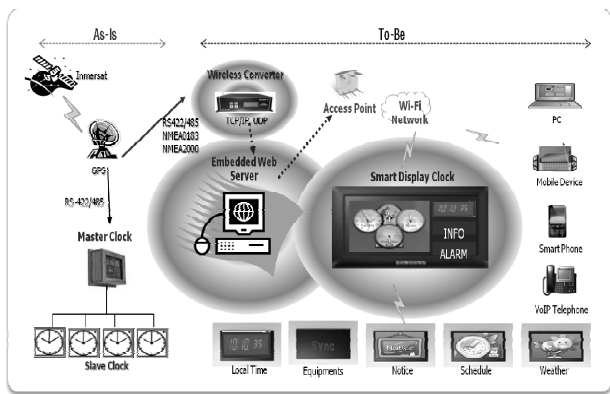 As-Is
To-Be
Inmersat
GPS
RS-422/485
Master Clock
Slave Clock
Wireless Converter
TCP/IP, UDP
RS422/485
NMEA0183
NMEA2000
Embedded Web
Server
Access Point
Wi-Fi
Network
Smart Display Clock
10:10 35
INFO
ALARM
PC
Mobile Device
Smart Phone
VoIP Telephone
10:10 35
Local Time
Sync
Equipments
Notice
Notice
Schedule
Weather